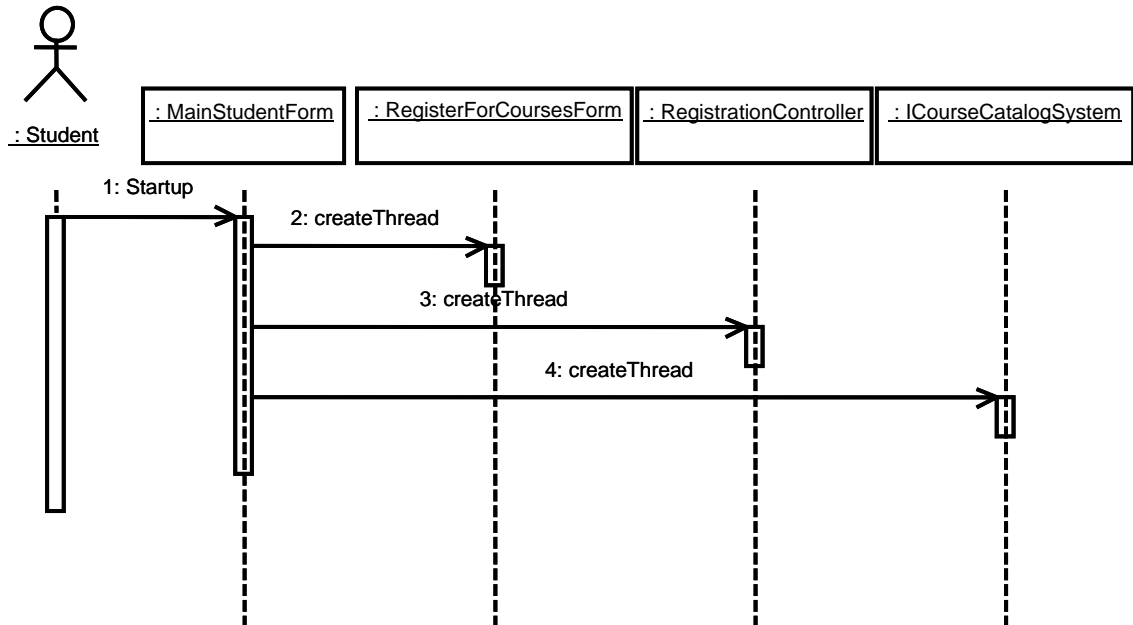 : MainStudentForm
: RegisterForCoursesForm
: RegistrationController
: ICourseCatalogSystem
: Student
1: Startup
2: createThread
3: createThread
4: createThread